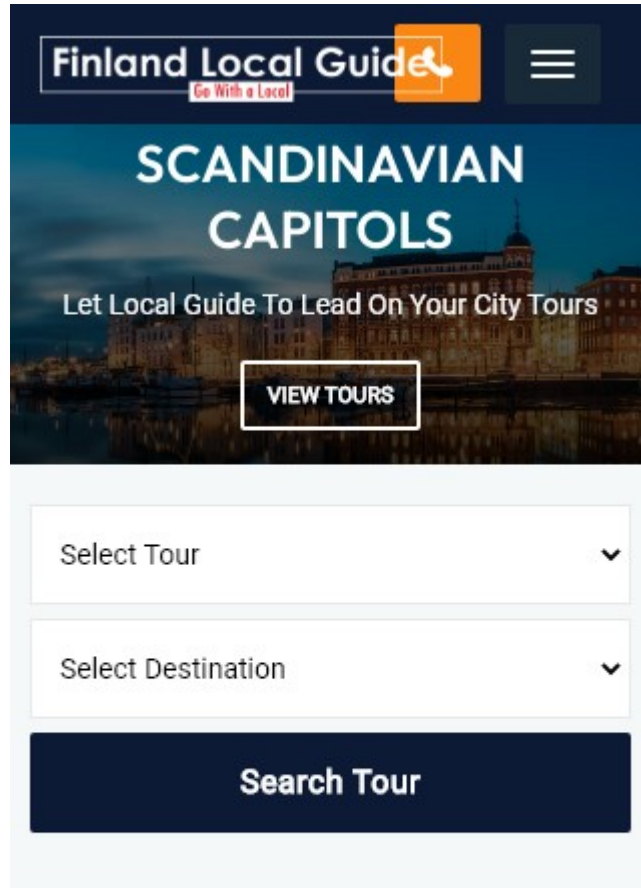 Finland Local Guide
Go With a Local
SCANDINAVIAN
CAPITOLS
Let Local Guide To Lead On Your City Tours
VIEW TOURS
Select Tour
Select Destination
Search Tour